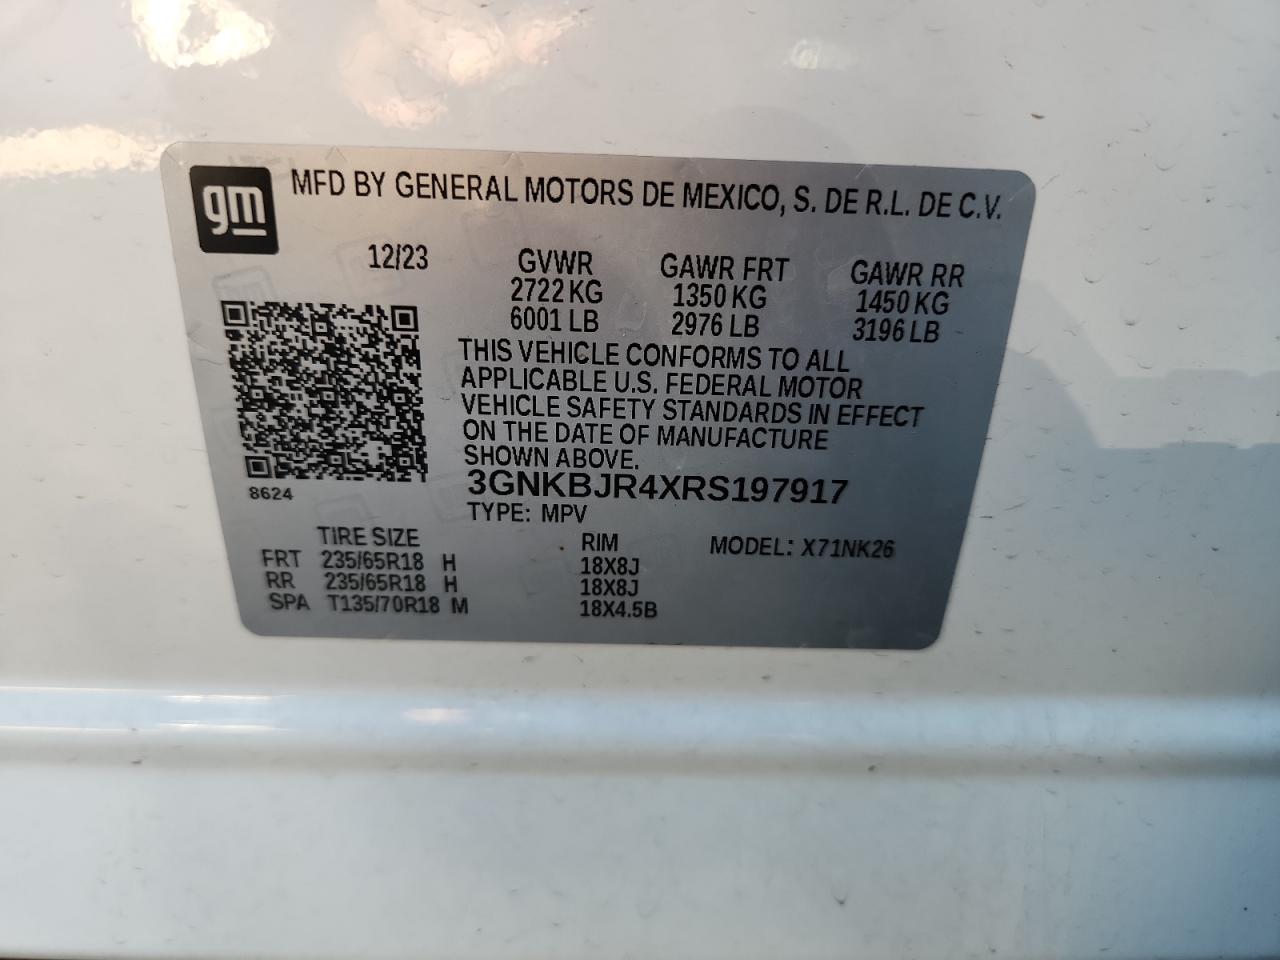 gm MFD BY GENERAL MOTORS DE MEXICO, S. DE R.L. DE C.V.
12/23 GVWR GAWR FRT GAWR RR
2722 KG 1350 KG 1450 KG
6001 LB 2976 LB 3196 LB
THIS VEHICLE CONFORMS TO ALL
APPLICABLE U.S. FEDERAL MOTOR
VEHICLE SAFETY STANDARDS IN EFFECT
ON THE DATE OF MANUFACTURE
SHOWN ABOVE.
3GNKBJR4XRS197917
8624
TYPE: MPV
TIRE SIZE RIM MODEL: X71NK26
FRT 235/65R18 H 18X8J
RR 235/65R18 H 18X8J
SPA T135/70R18 M 18X4.5B